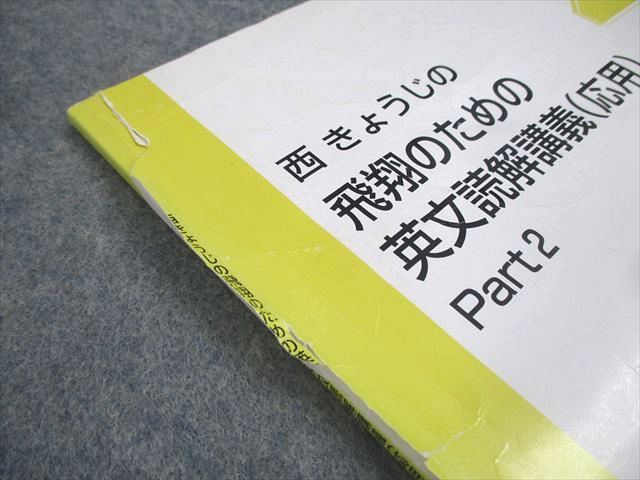 西 きょうじの
飛翔のための
英文読解講義(応用)
Part 2